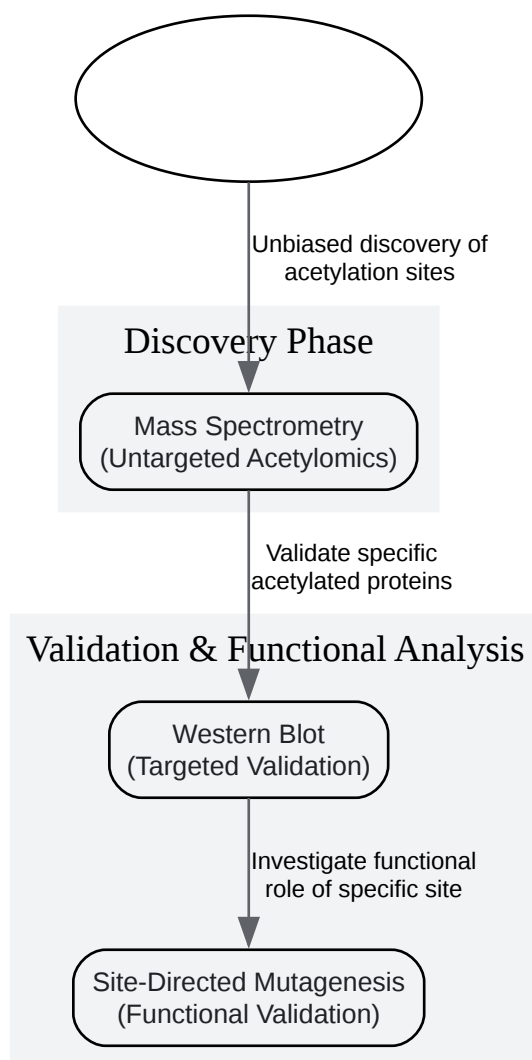 Unbiased discovery of
acetylation sites
Discovery Phase
Mass Spectrometry
(Untargeted Acetylomics)
Validate specific
acetylated proteins
Validation & Functional Analysis
Western Blot
(Targeted Validation)
Investigate functional
role of specific site
Site-Directed Mutagenesis
(Functional Validation)